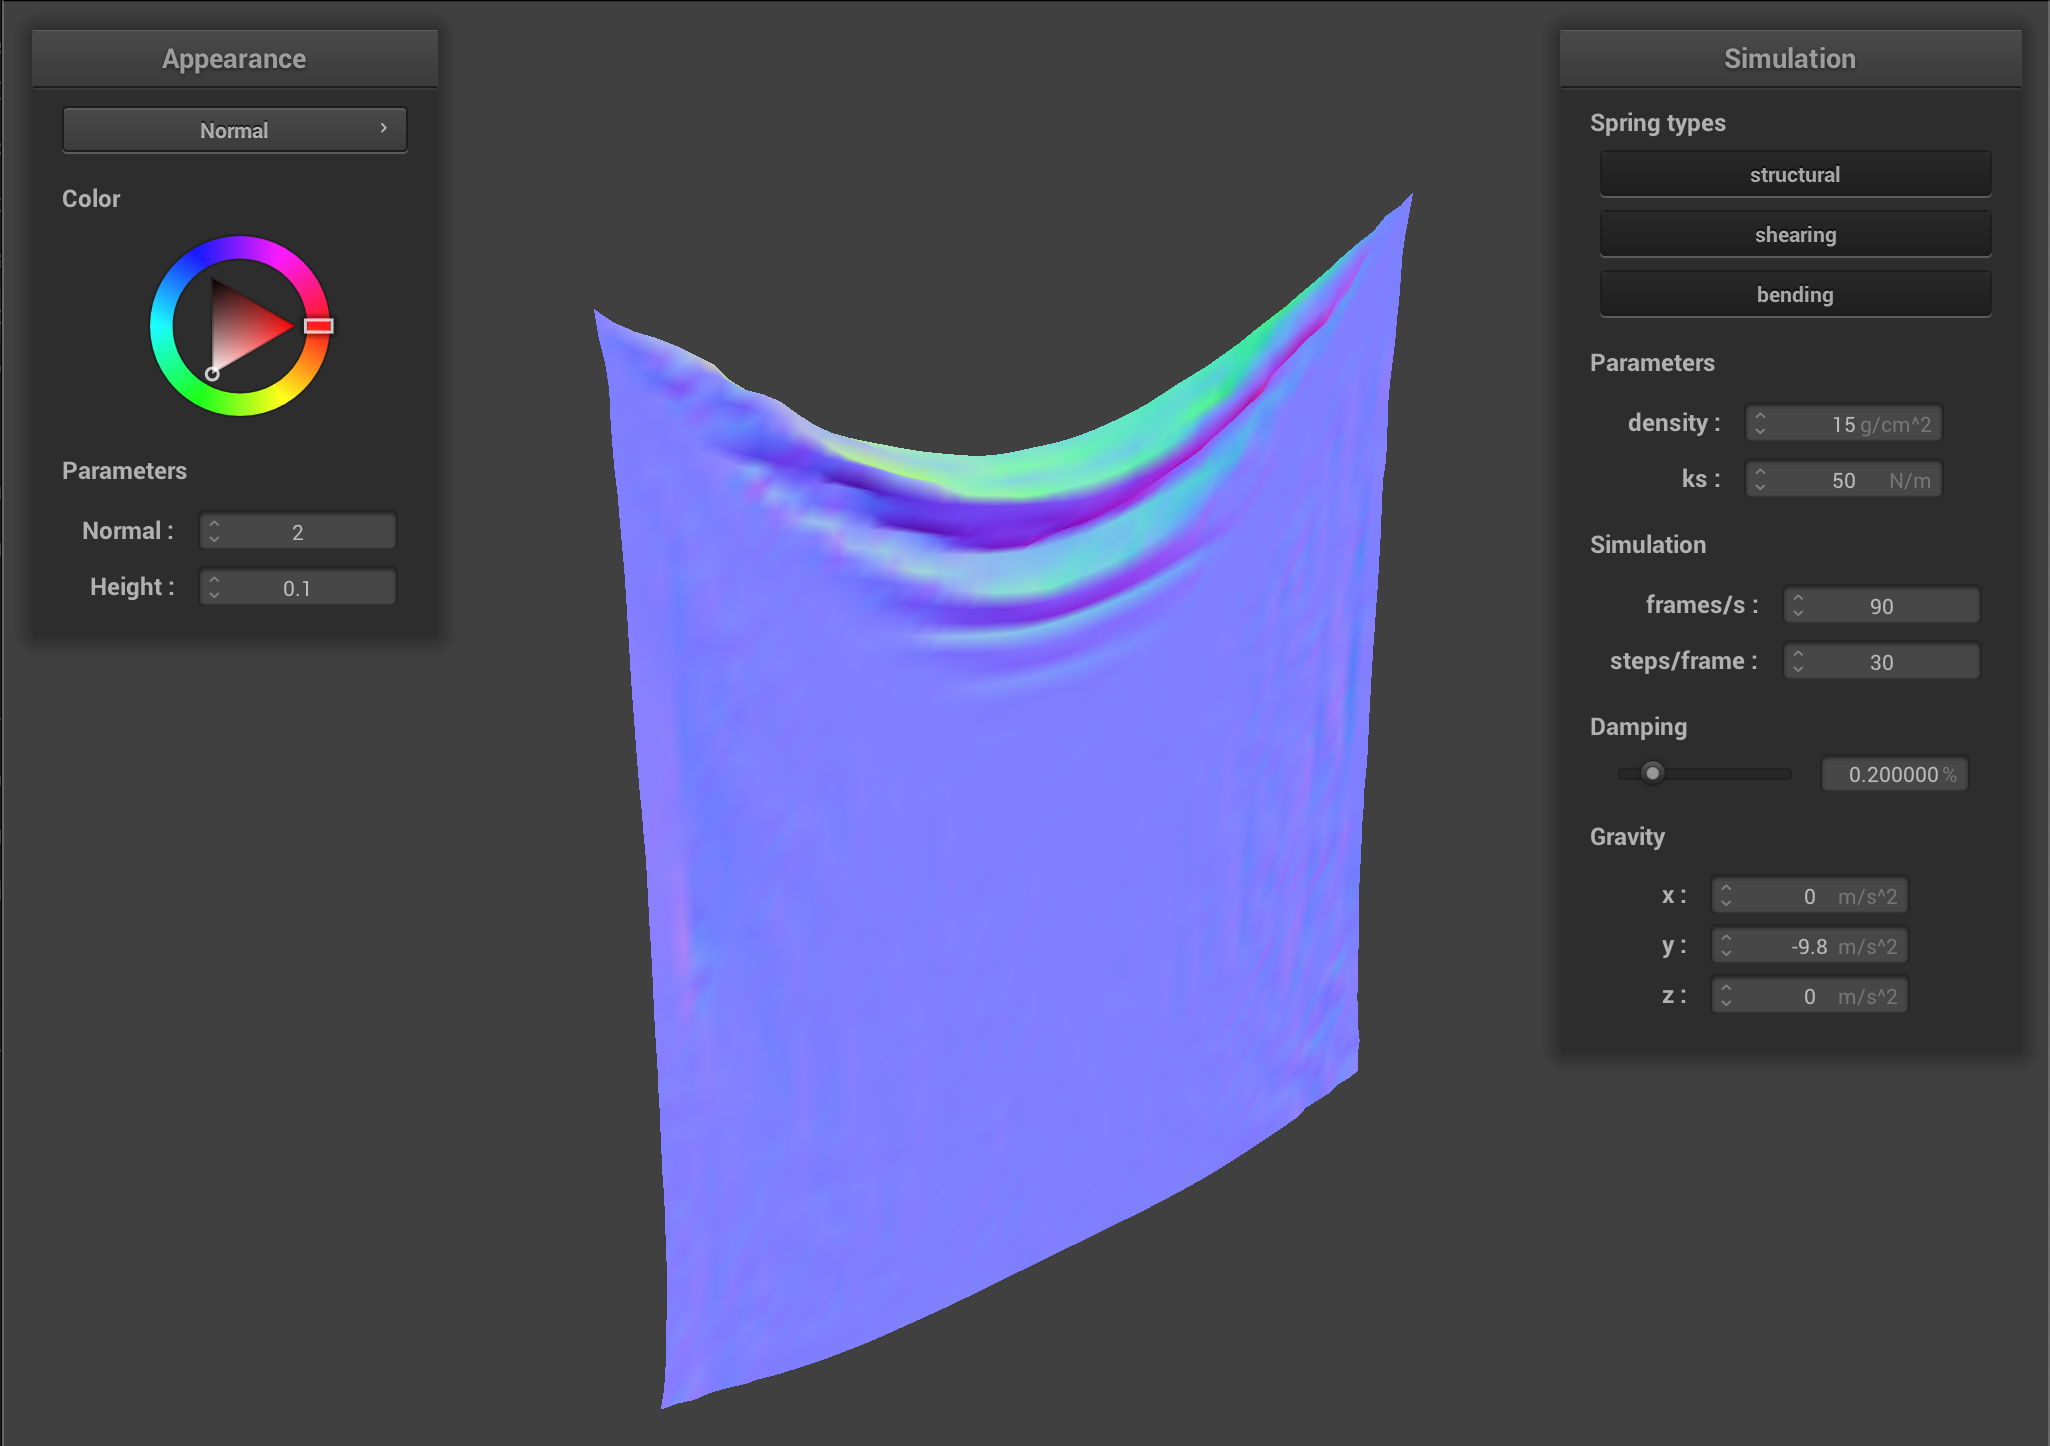 Appearance
Normal
Color
Parameters
Normal : 2
Height : 0.1
Simulation
Spring types
structural
shearing
bending
Parameters
density : 15 g/cm^2
ks : 50 N/m
Simulation
frames/s : 90
steps/frame : 30
Damping
0.200000 %
Gravity
x : 0 m/s^2
y : -9.8 m/s^2
z : 0 m/s^2